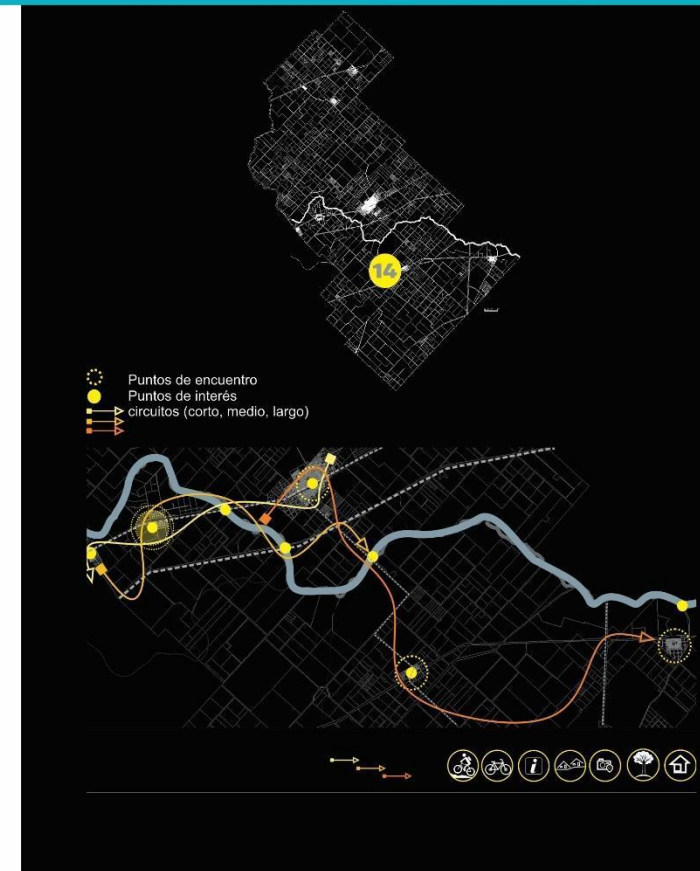 14
Puntos de encuentro
Puntos de interés
circuitos (corto, medio, largo)
i